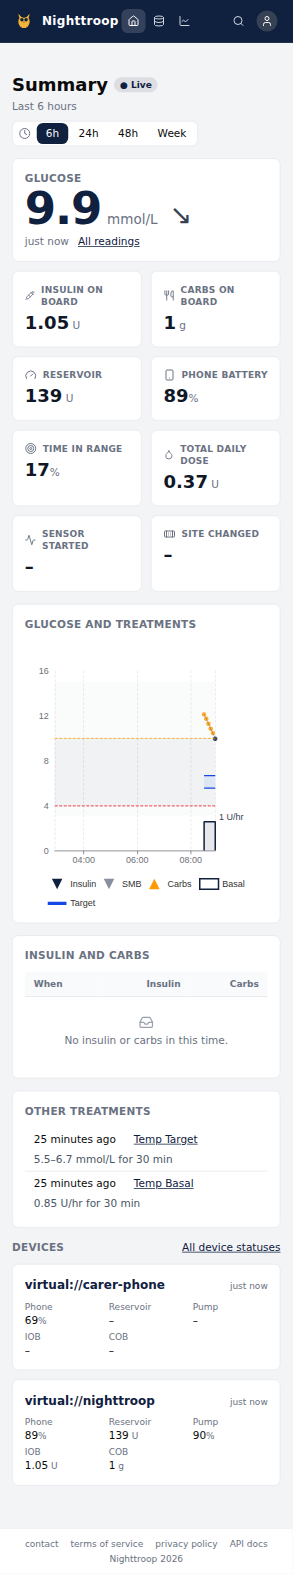 Nighttroop
Summary
Live
Last 6 hours
6h 24h 48h Week
GLUCOSE
9.9 mmol/L
just now All readings
INSULIN ON BOARD
1.05 U
CARBS ON BOARD
1 g
RESERVOIR
139 U
PHONE BATTERY
89%
TIME IN RANGE
17%
TOTAL DAILY DOSE
0.37 U
SENSOR STARTED
–
SITE CHANGED
–
GLUCOSE AND TREATMENTS
16
12
8
4
0
1 U/hr
04:00 06:00 08:00
Insulin SMB Carbs Basal
Target
INSULIN AND CARBS
When Insulin Carbs
No insulin or carbs in this time.
OTHER TREATMENTS
25 minutes ago Temp Target
5.5–6.7 mmol/L for 30 min
25 minutes ago Temp Basal
0.85 U/hr for 30 min
DEVICES All device statuses
virtual://carer-phone just now
Phone Reservoir Pump
69% – –
IOB COB
– –
virtual://nighttroop just now
Phone Reservoir Pump
89% 139 U 90%
IOB COB
1.05 U 1 g
contact terms of service privacy policy API docs
Nighttroop 2026